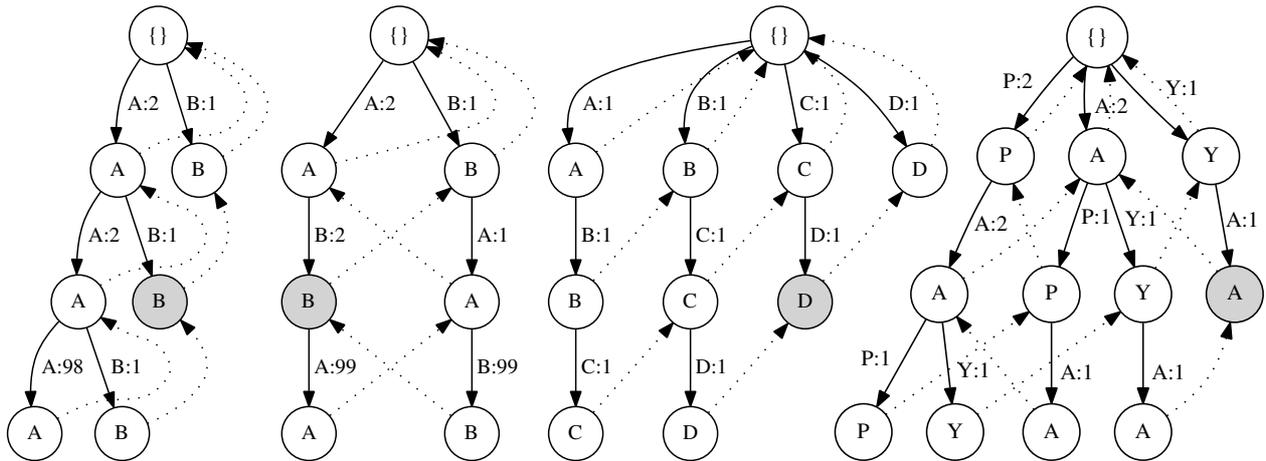 {} {} {} {}
A:2 B:1 A:2 B:1 A:1 B:1 C:1 D:1 P:2 A:2 Y:1
A B A B A B C D P A Y
A:2 B:1 B:2 A:1 B:1 C:1 D:1 A:2 P:1 Y:1 A:1
A B B A B C D A P Y A
A:98 B:1 A:99 B:99 C:1 D:1 P:1 Y:1 A:1 A:1
A B A B C D P Y A A